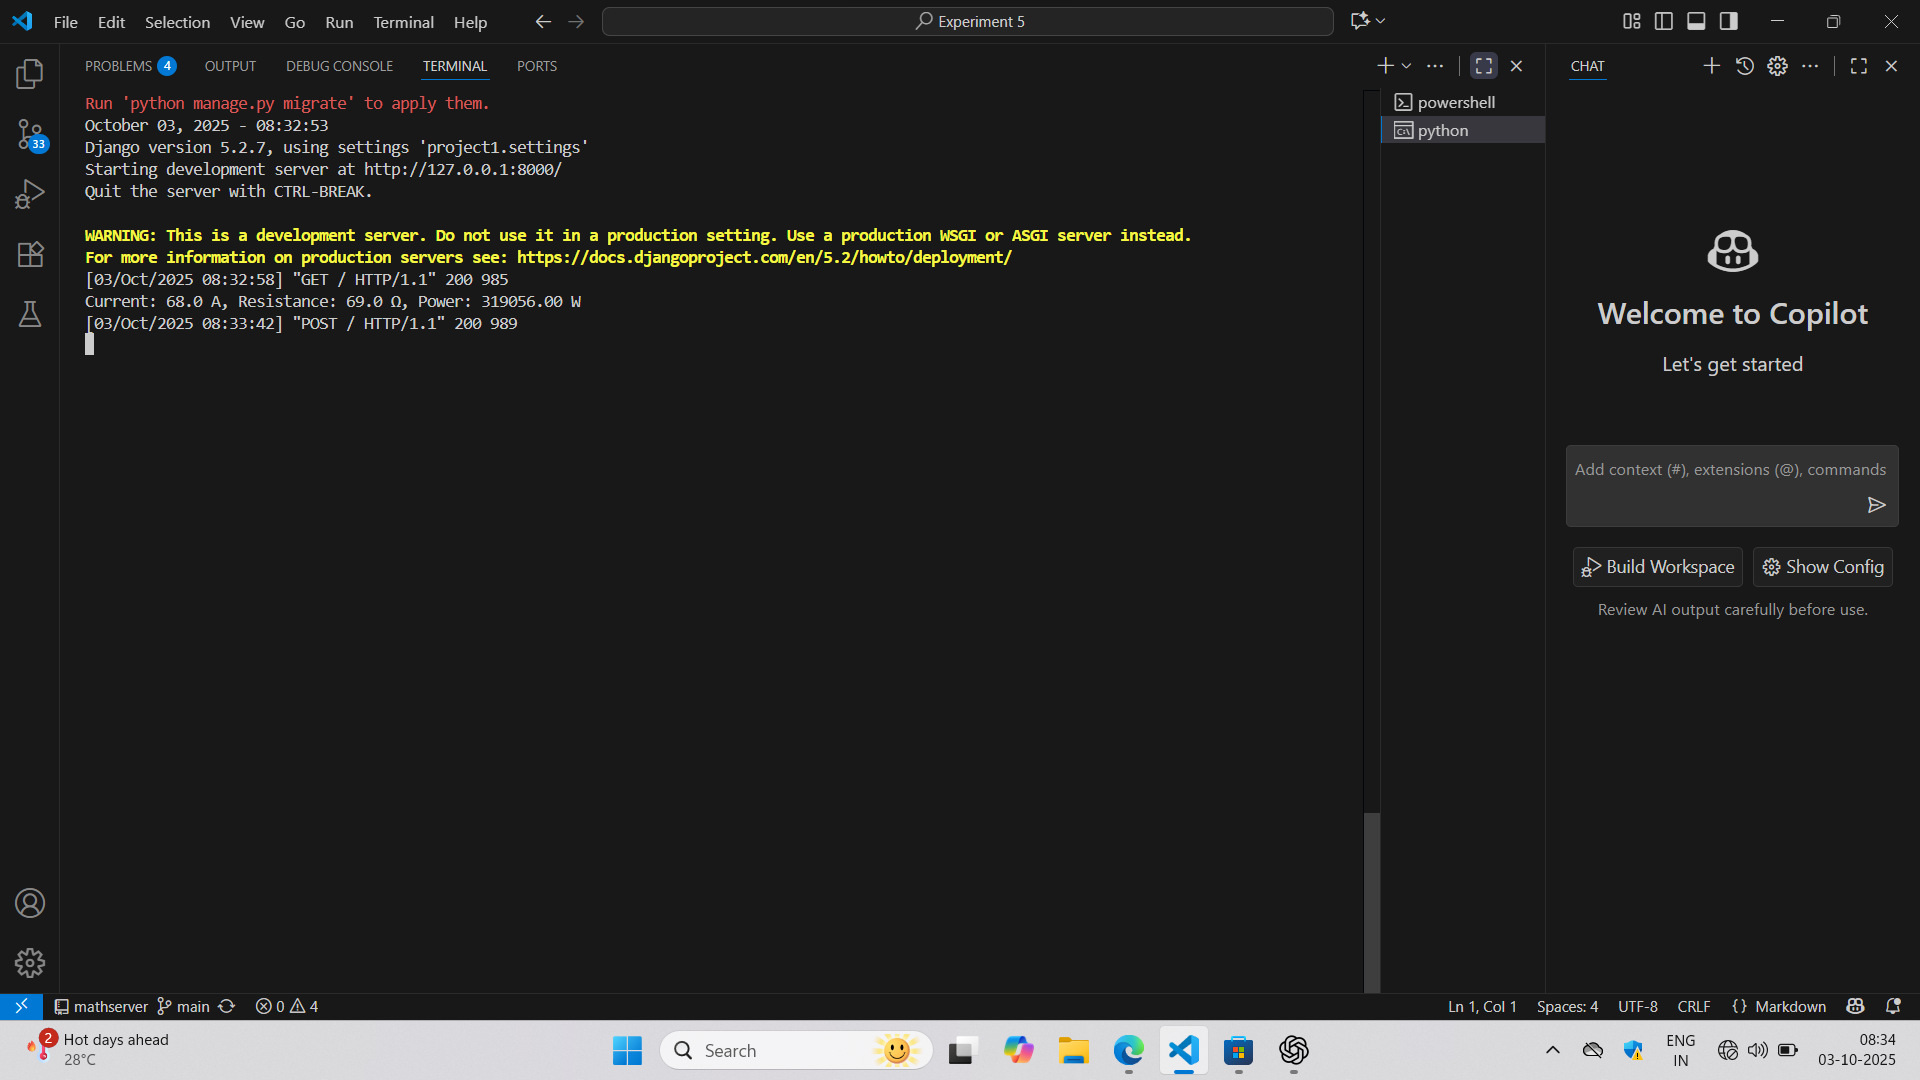 File Edit Selection View Go Run Terminal Help
Experiment 5
PROBLEMS 4 OUTPUT DEBUG CONSOLE TERMINAL PORTS
Run 'python manage.py migrate' to apply them.
October 03, 2025 - 08:32:53
Django version 5.2.7, using settings 'project1.settings'
Starting development server at http://127.0.0.1:8000/
Quit the server with CTRL-BREAK.
WARNING: This is a development server. Do not use it in a production setting. Use a production WSGI or ASGI server instead.
For more information on production servers see: https://docs.djangoproject.com/en/5.2/howto/deployment/
[03/Oct/2025 08:32:58] "GET / HTTP/1.1" 200 985
Current: 68.0 A, Resistance: 69.0 Ω, Power: 319056.00 W
[03/Oct/2025 08:33:42] "POST / HTTP/1.1" 200 989
powershell
python
33
CHAT
Welcome to Copilot
Let's get started
Add context (#), extensions (@), commands
Build Workspace Show Config
Review AI output carefully before use.
mathserver main 0 4
Ln 1, Col 1 Spaces: 4 UTF-8 CRLF {} Markdown
2
Hot days ahead
28°C
Search
ENG
IN
08:34
03-10-2025